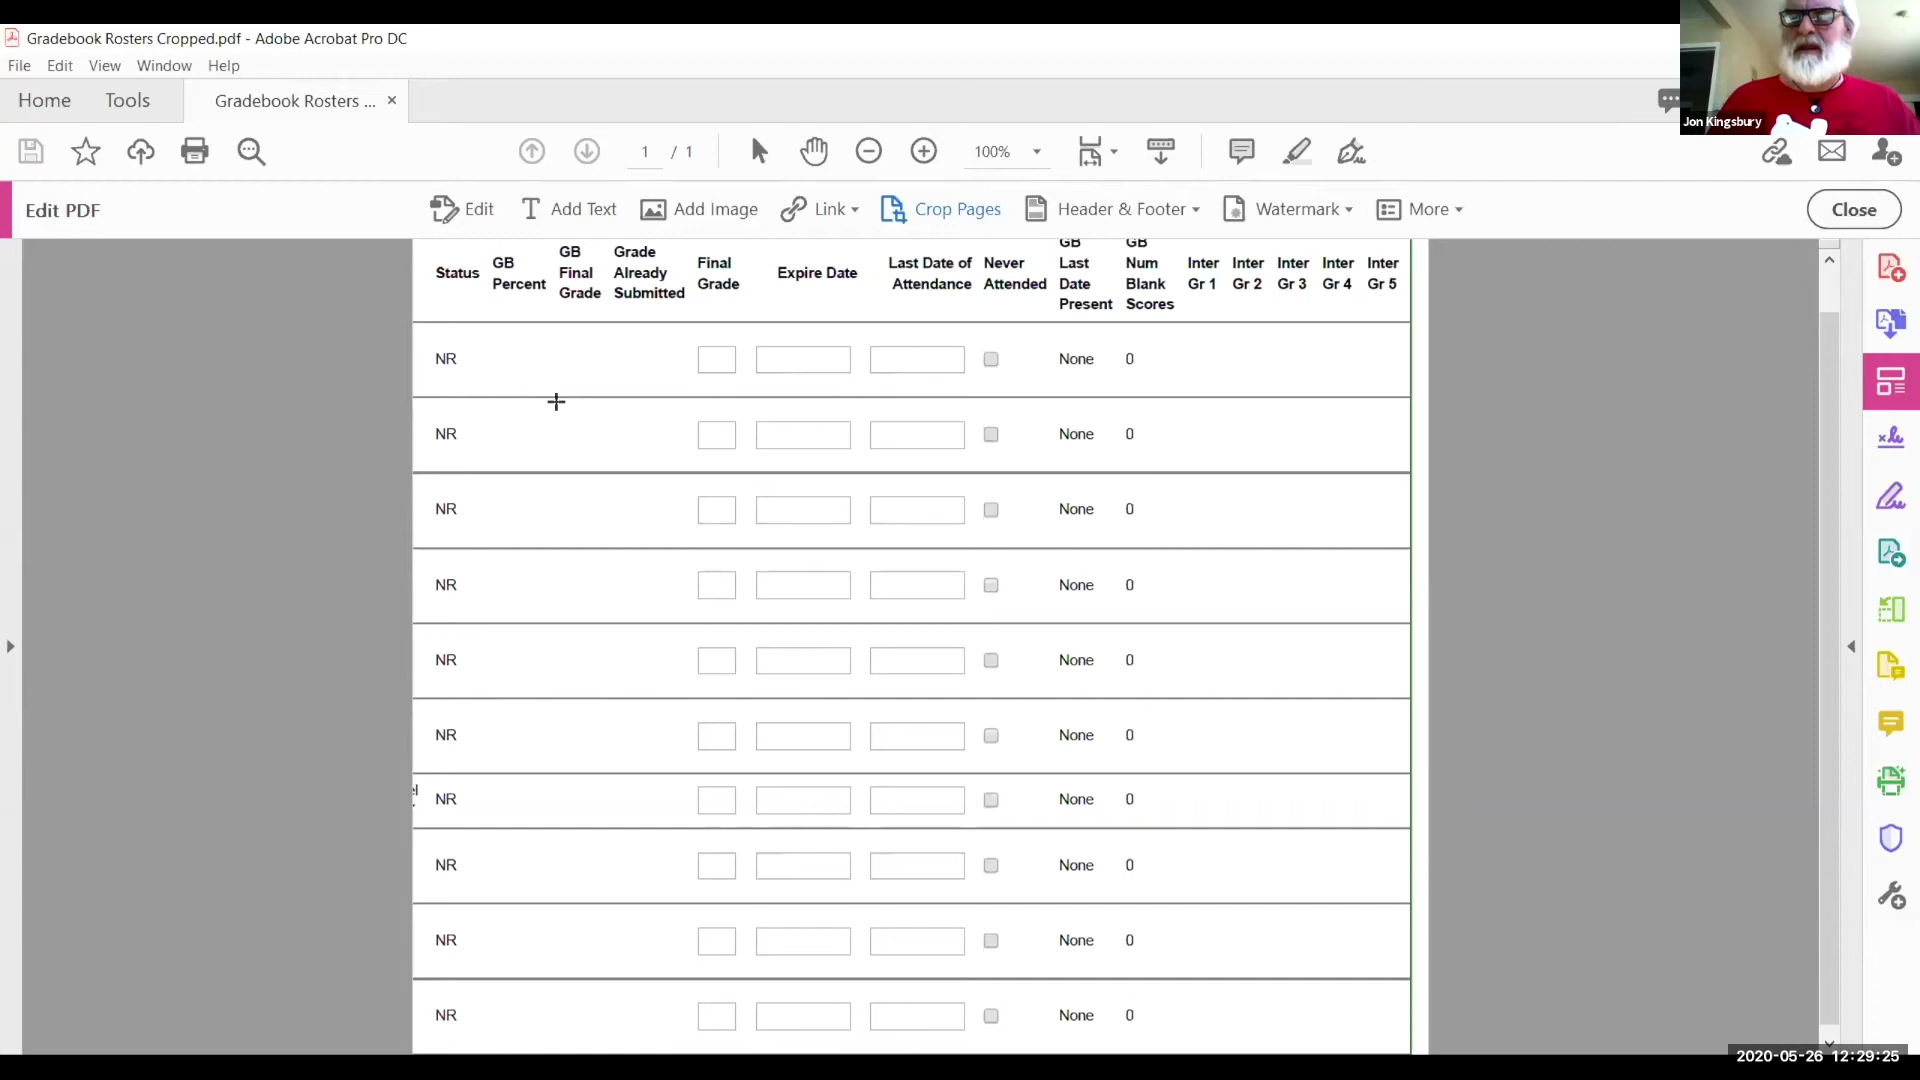 Gradebook Rosters Cropped.pdf - Adobe Acrobat Pro DC
File Edit View Window Help
Home Tools Gradebook Rosters ... ×
Jon Kingsbury
1 / 1 100%
Edit PDF Edit Add Text Add Image Link Crop Pages Header & Footer Watermark More Close
Status GB Percent GB Final Grade Grade Already Submitted Final Grade Expire Date Last Date of Attendance Never Attended GB Last Date Present GB Num Blank Scores Inter Gr 1 Inter Gr 2 Inter Gr 3 Inter Gr 4 Inter Gr 5
NR None 0
NR None 0
NR None 0
NR None 0
NR None 0
NR None 0
NR None 0
NR None 0
NR None 0
NR None 0
2020-05-26 12:29:25